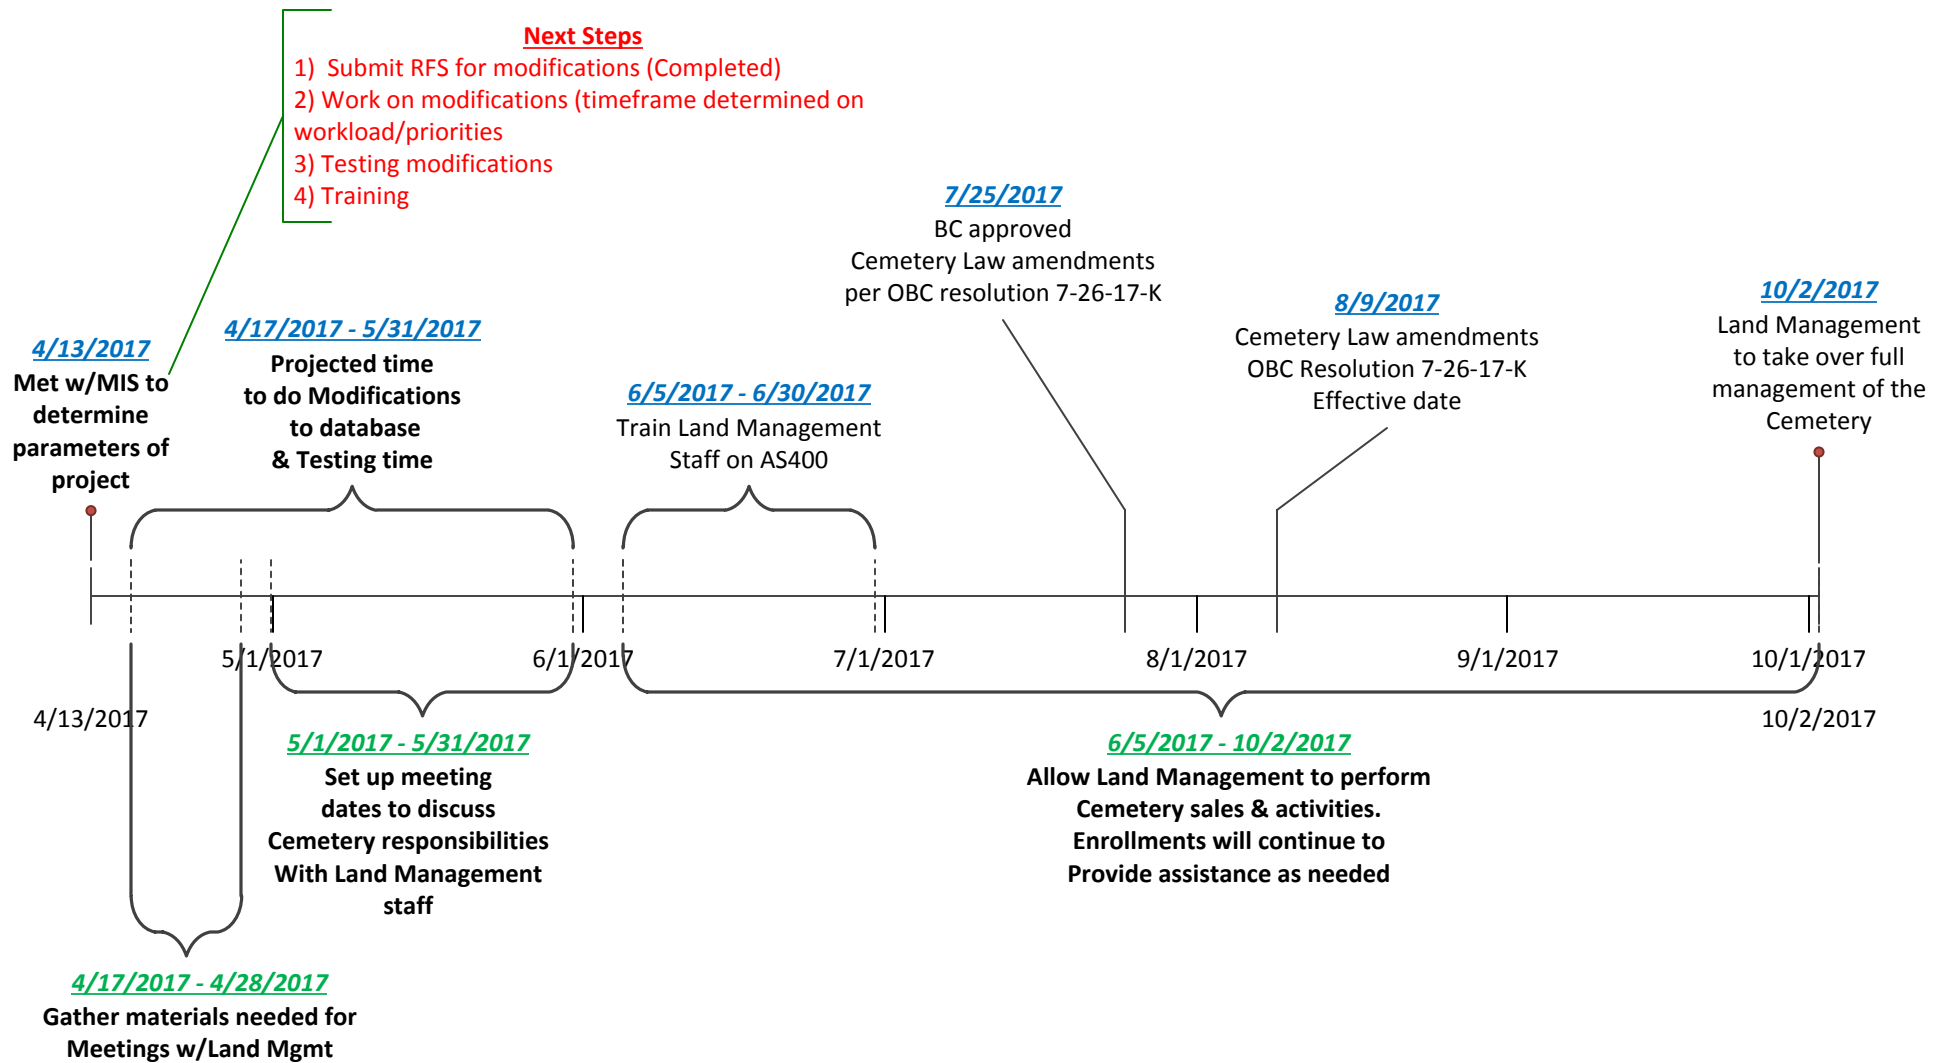 Next Steps
1) Submit RFS for modifications (Completed)
2) Work on modifications (timeframe determined on
workload/priorities
3) Testing modifications
4) Training
4/13/2017
Met w/MIS to
determine
parameters of
project
4/17/2017 - 5/31/2017
Projected time
to do Modifications
to database
& Testing time
6/5/2017 - 6/30/2017
Train Land Management
Staff on AS400
7/25/2017
BC approved
Cemetery Law amendments
per OBC resolution 7-26-17-K
8/9/2017
Cemetery Law amendments
OBC Resolution 7-26-17-K
Effective date
10/2/2017
Land Management
to take over full
management of the
Cemetery
5/1/2017
6/1/2017
7/1/2017
8/1/2017
9/1/2017
10/1/2017
4/13/2017
10/2/2017
5/1/2017 - 5/31/2017
Set up meeting
dates to discuss
Cemetery responsibilities
With Land Management
staff
6/5/2017 - 10/2/2017
Allow Land Management to perform
Cemetery sales & activities.
Enrollments will continue to
Provide assistance as needed
4/17/2017 - 4/28/2017
Gather materials needed for
Meetings w/Land Mgmt